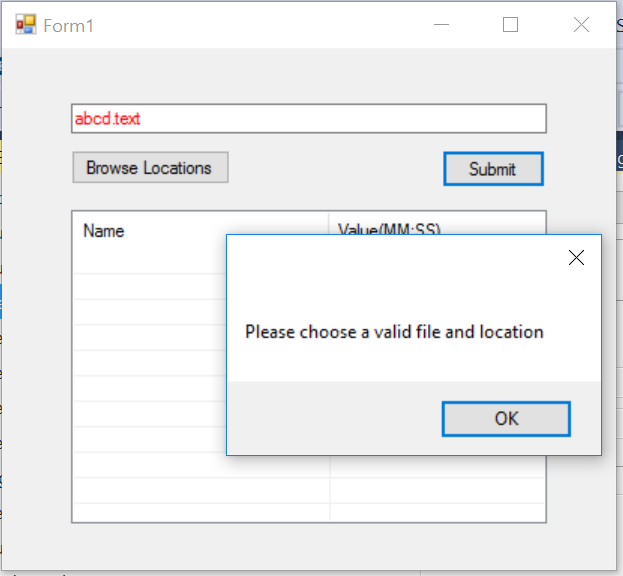 Form1
abcd.text
Browse Locations
Submit
Name
Value(MM:SS)
Please choose a valid file and location
OK